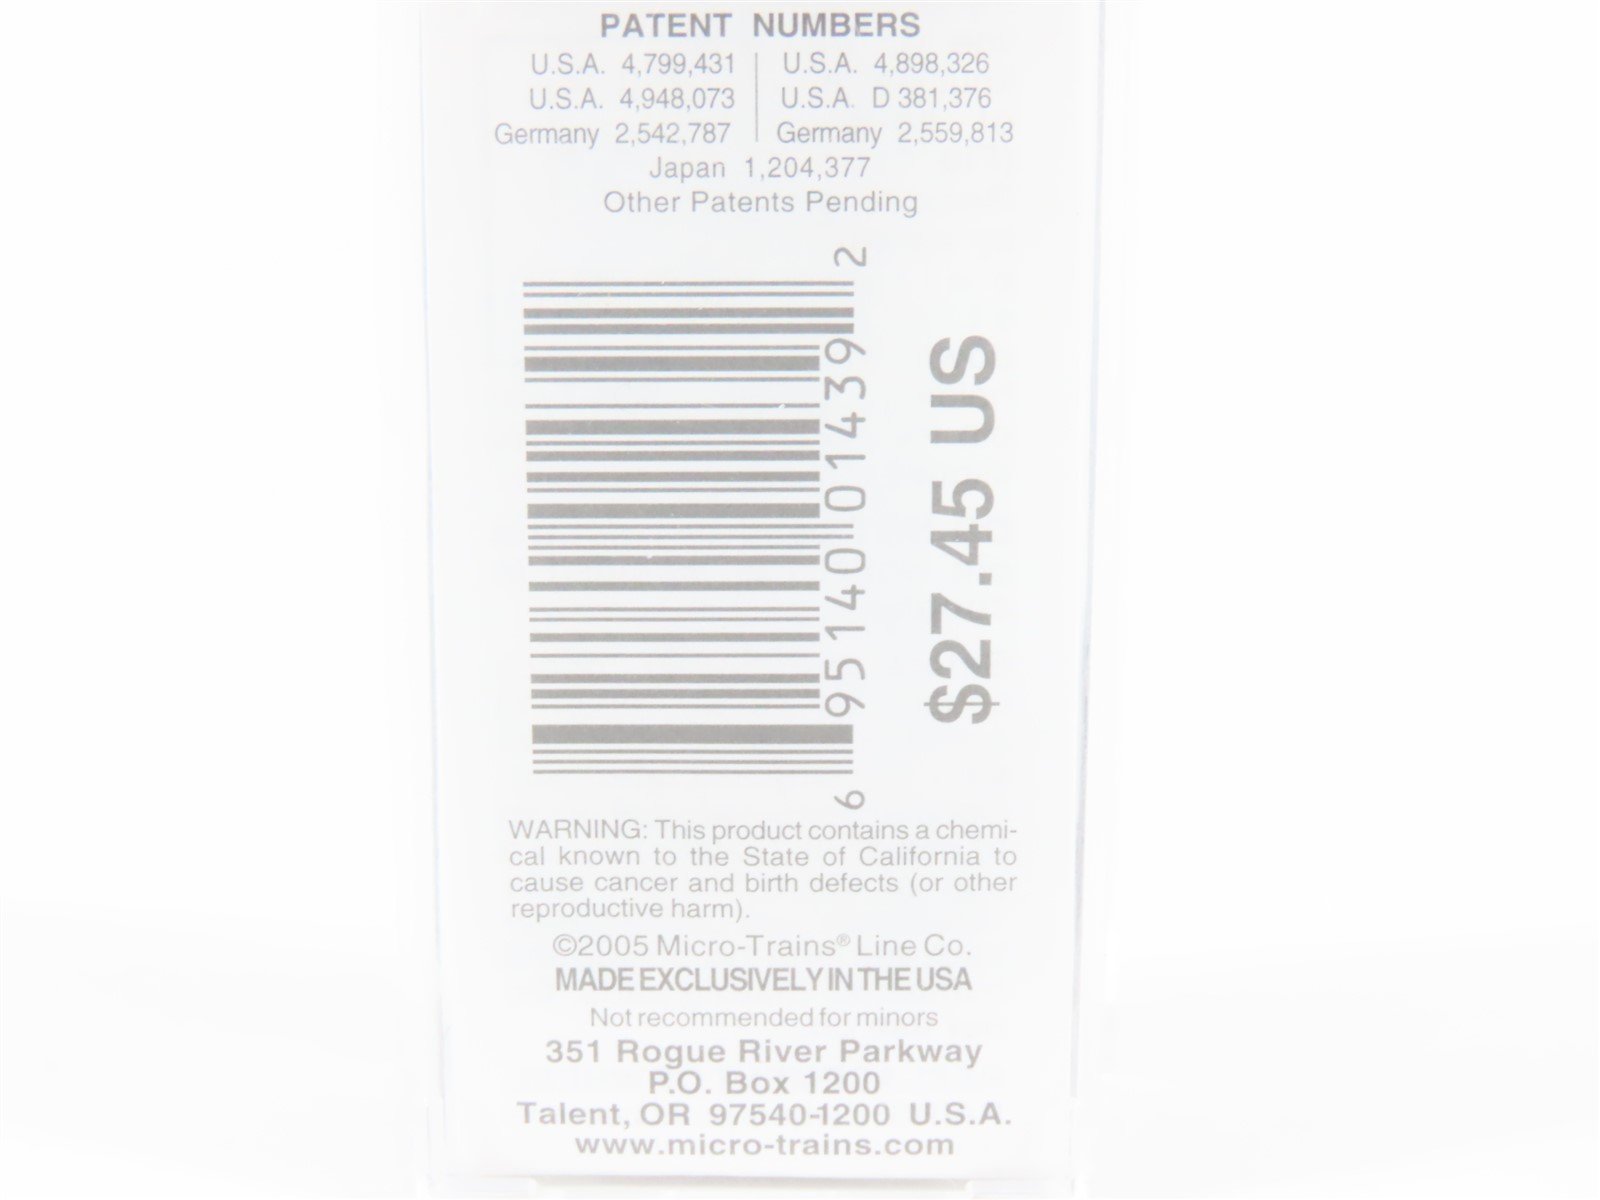 PATENT NUMBERS
U.S.A. 4,799,431 U.S.A. 4,898,326
U.S.A. 4,948,073 U.S.A. D 381,376
Germany 2,542,787 Germany 2,559,813
Japan 1,204,377
Other Patents Pending
6 95140 01439 2
$27.45 US
WARNING: This product contains a chemi-
cal known to the State of California to
cause cancer and birth defects (or other
reproductive harm).
©2005 Micro-Trains® Line Co.
MADE EXCLUSIVELY IN THE USA
Not recommended for minors
351 Rogue River Parkway
P.O. Box 1200
Talent, OR 97540-1200 U.S.A.
www.micro-trains.com